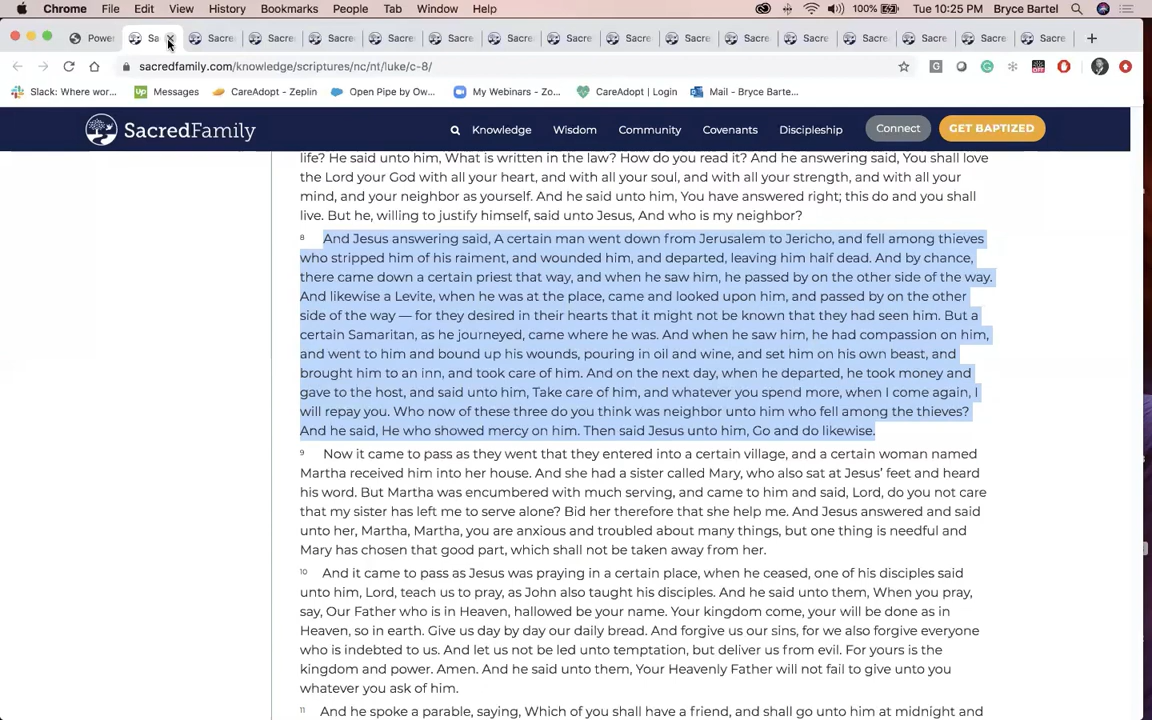 Chrome File Edit View History Bookmarks People Tab Window Help 100% Tue 10:25 PM Bryce Bartel
Power Sa Sacre Sacre Sacre Sacre Sacre Sacre Sacre Sacre Sacre Sacre Sacre Sacre Sacre Sacre Sacre
sacredfamily.com/knowledge/scriptures/nc/nt/luke/c-8/
Slack: Where wor... Up Messages CareAdopt – Zeplin Open Pipe by Ow... My Webinars - Zo... CareAdopt | Login Mail - Bryce Barte...
SacredFamily Knowledge Wisdom Community Covenants Discipleship Connect GET BAPTIZED
life? He said unto him, What is written in the law? How do you read it? And he answering said, You shall love
the Lord your God with all your heart, and with all your soul, and with all your strength, and with all your
mind, and your neighbor as yourself. And he said unto him, You have answered right; this do and you shall
live. But he, willing to justify himself, said unto Jesus, And who is my neighbor?
8 And Jesus answering said, A certain man went down from Jerusalem to Jericho, and fell among thieves
who stripped him of his raiment, and wounded him, and departed, leaving him half dead. And by chance,
there came down a certain priest that way, and when he saw him, he passed by on the other side of the way.
And likewise a Levite, when he was at the place, came and looked upon him, and passed by on the other
side of the way — for they desired in their hearts that it might not be known that they had seen him. But a
certain Samaritan, as he journeyed, came where he was. And when he saw him, he had compassion on him,
and went to him and bound up his wounds, pouring in oil and wine, and set him on his own beast, and
brought him to an inn, and took care of him. And on the next day, when he departed, he took money and
gave to the host, and said unto him, Take care of him, and whatever you spend more, when I come again, I
will repay you. Who now of these three do you think was neighbor unto him who fell among the thieves?
And he said, He who showed mercy on him. Then said Jesus unto him, Go and do likewise.
9 Now it came to pass as they went that they entered into a certain village, and a certain woman named
Martha received him into her house. And she had a sister called Mary, who also sat at Jesus' feet and heard
his word. But Martha was encumbered with much serving, and came to him and said, Lord, do you not care
that my sister has left me to serve alone? Bid her therefore that she help me. And Jesus answered and said
unto her, Martha, Martha, you are anxious and troubled about many things, but one thing is needful and
Mary has chosen that good part, which shall not be taken away from her.
10 And it came to pass as Jesus was praying in a certain place, when he ceased, one of his disciples said
unto him, Lord, teach us to pray, as John also taught his disciples. And he said unto them, When you pray,
say, Our Father who is in Heaven, hallowed be your name. Your kingdom come, your will be done as in
Heaven, so in earth. Give us day by day our daily bread. And forgive us our sins, for we also forgive everyone
who is indebted to us. And let us not be led unto temptation, but deliver us from evil. For yours is the
kingdom and power. Amen. And he said unto them, Your Heavenly Father will not fail to give unto you
whatever you ask of him.
11 And he spoke a parable, saying, Which of you shall have a friend, and shall go unto him at midnight and